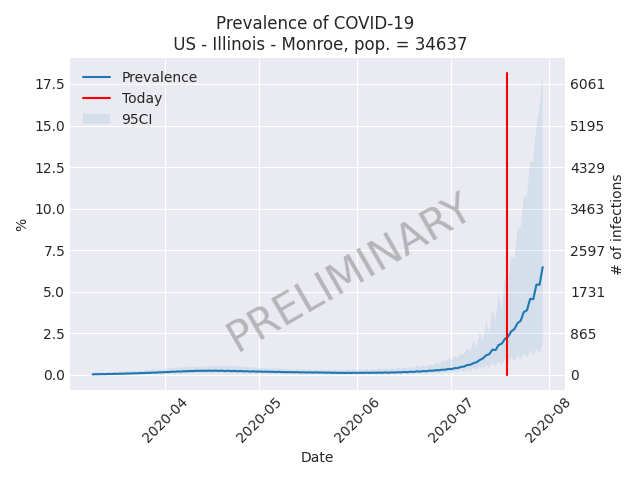 Prevalence of COVID-19
US - Illinois - Monroe, pop. = 34637
Prevalence
Today
95CI
17.5
15.0
12.5
10.0
7.5
5.0
2.5
0.0
%
6061
5195
4329
3463
2597
1731
865
0
# of infections
PRELIMINARY
2020-04
2020-05
2020-06
2020-07
2020-08
Date